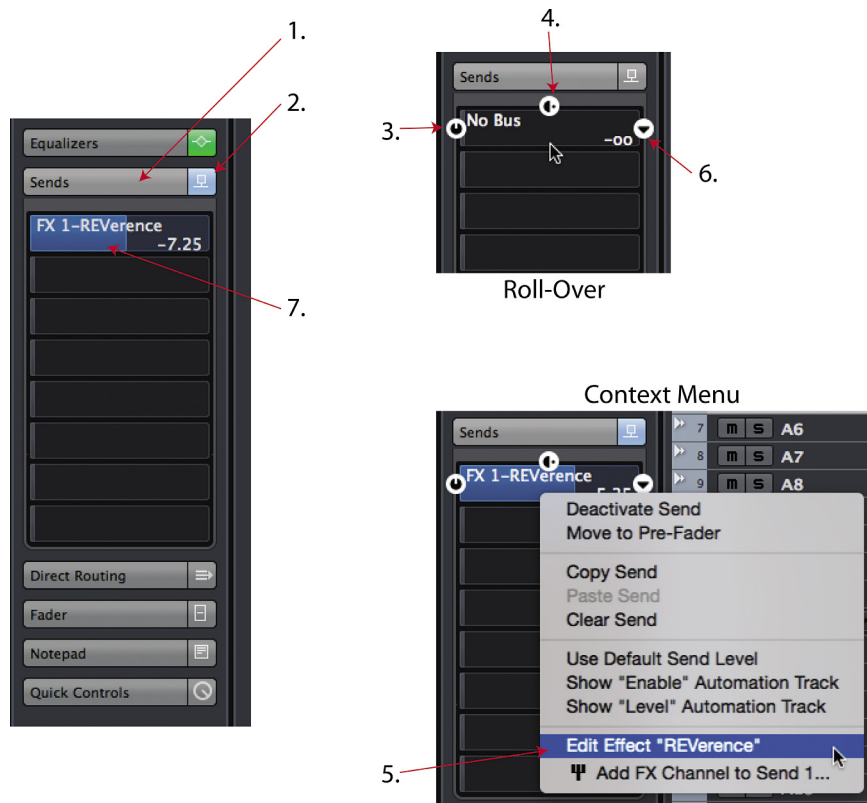 1.
2.
Equalizers
Sends
FX 1-REVerence
-7.25
7.
Direct Routing
Fader
Notepad
Quick Controls
4.
Sends
3.
No Bus
-oo
6.
Roll-Over
Context Menu
Sends
7 m S A6
8 m S A7
9 m S A8
FX 1-REVerence
Deactivate Send
Move to Pre-Fader
Copy Send
Paste Send
Clear Send
Use Default Send Level
Show "Enable" Automation Track
Show "Level" Automation Track
Edit Effect "REVerence"
5.
Add FX Channel to Send 1...